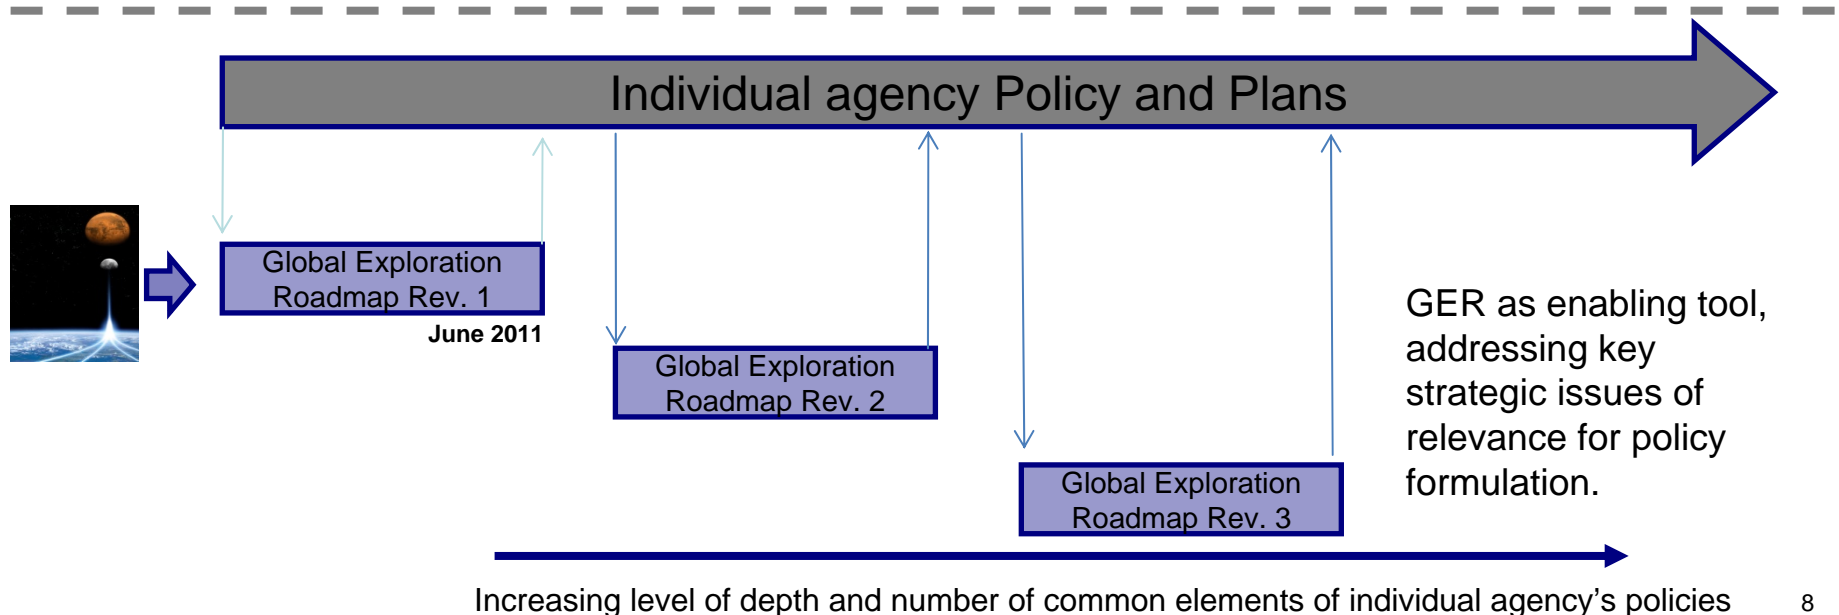 Individual agency Policy and Plans
Global Exploration
Roadmap Rev. 1
June 2011
Global Exploration
Roadmap Rev. 2
Global Exploration
Roadmap Rev. 3
GER as enabling tool,
addressing key
strategic issues of
relevance for policy
formulation.
Increasing level of depth and number of common elements of individual agency's policies
8